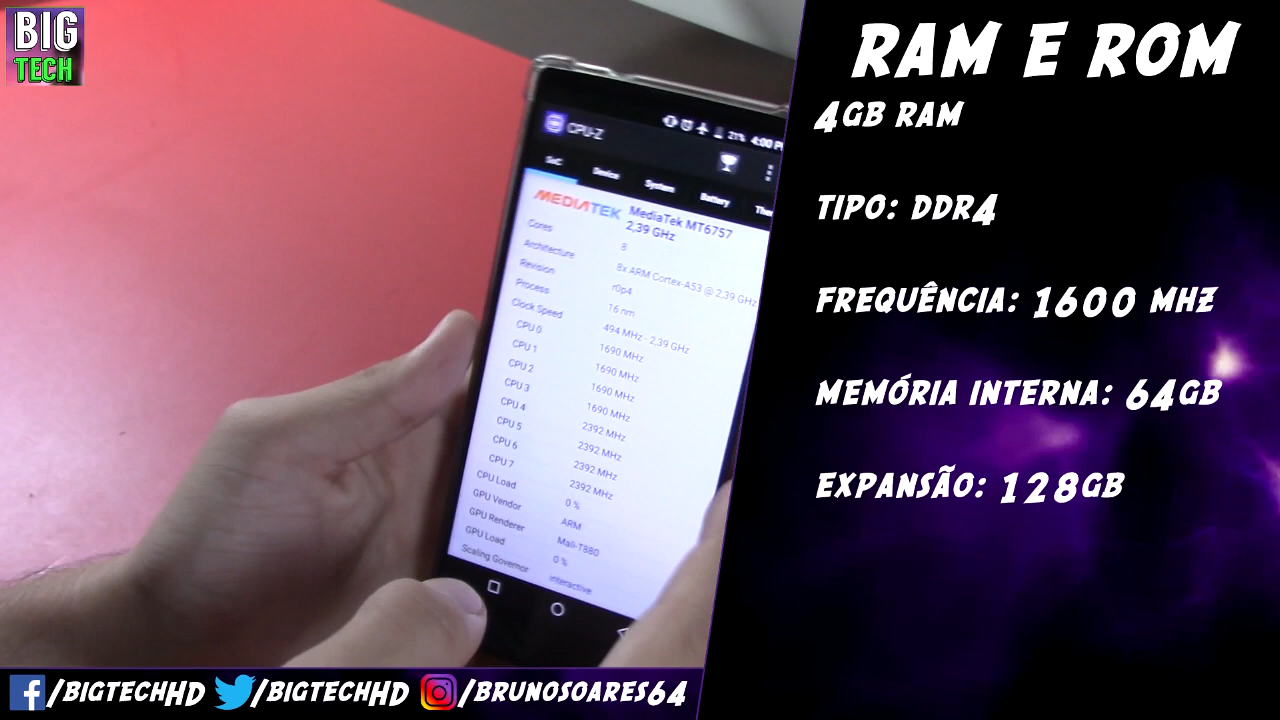 BIG
TECH
RAM E ROM
4GB RAM
TIPO: DDR4
FREQUÊNCIA: 1600 MHZ
MEMÓRIA INTERNA: 64GB
EXPANSÃO: 128GB
21% 4:00 P
CPU-Z
SoC Device System Battery The
MEDIATEK MediaTek MT6757
2,39 GHz
Cores 8
Architecture 8x ARM Cortex-A53 @ 2,39 GHz
Revision r0p4
Process 16 nm
Clock Speed 494 MHz - 2,39 GHz
CPU 0 1690 MHz
CPU 1 1690 MHz
CPU 2 1690 MHz
CPU 3 1690 MHz
CPU 4 2392 MHz
CPU 5 2392 MHz
CPU 6 2392 MHz
CPU 7 2392 MHz
CPU Load 0 %
GPU Vendor ARM
GPU Renderer Mali-T880
GPU Load 0 %
Scaling Governor interactive
/BIGTECHHD /BIGTECHHD /BRUNOSOARES64